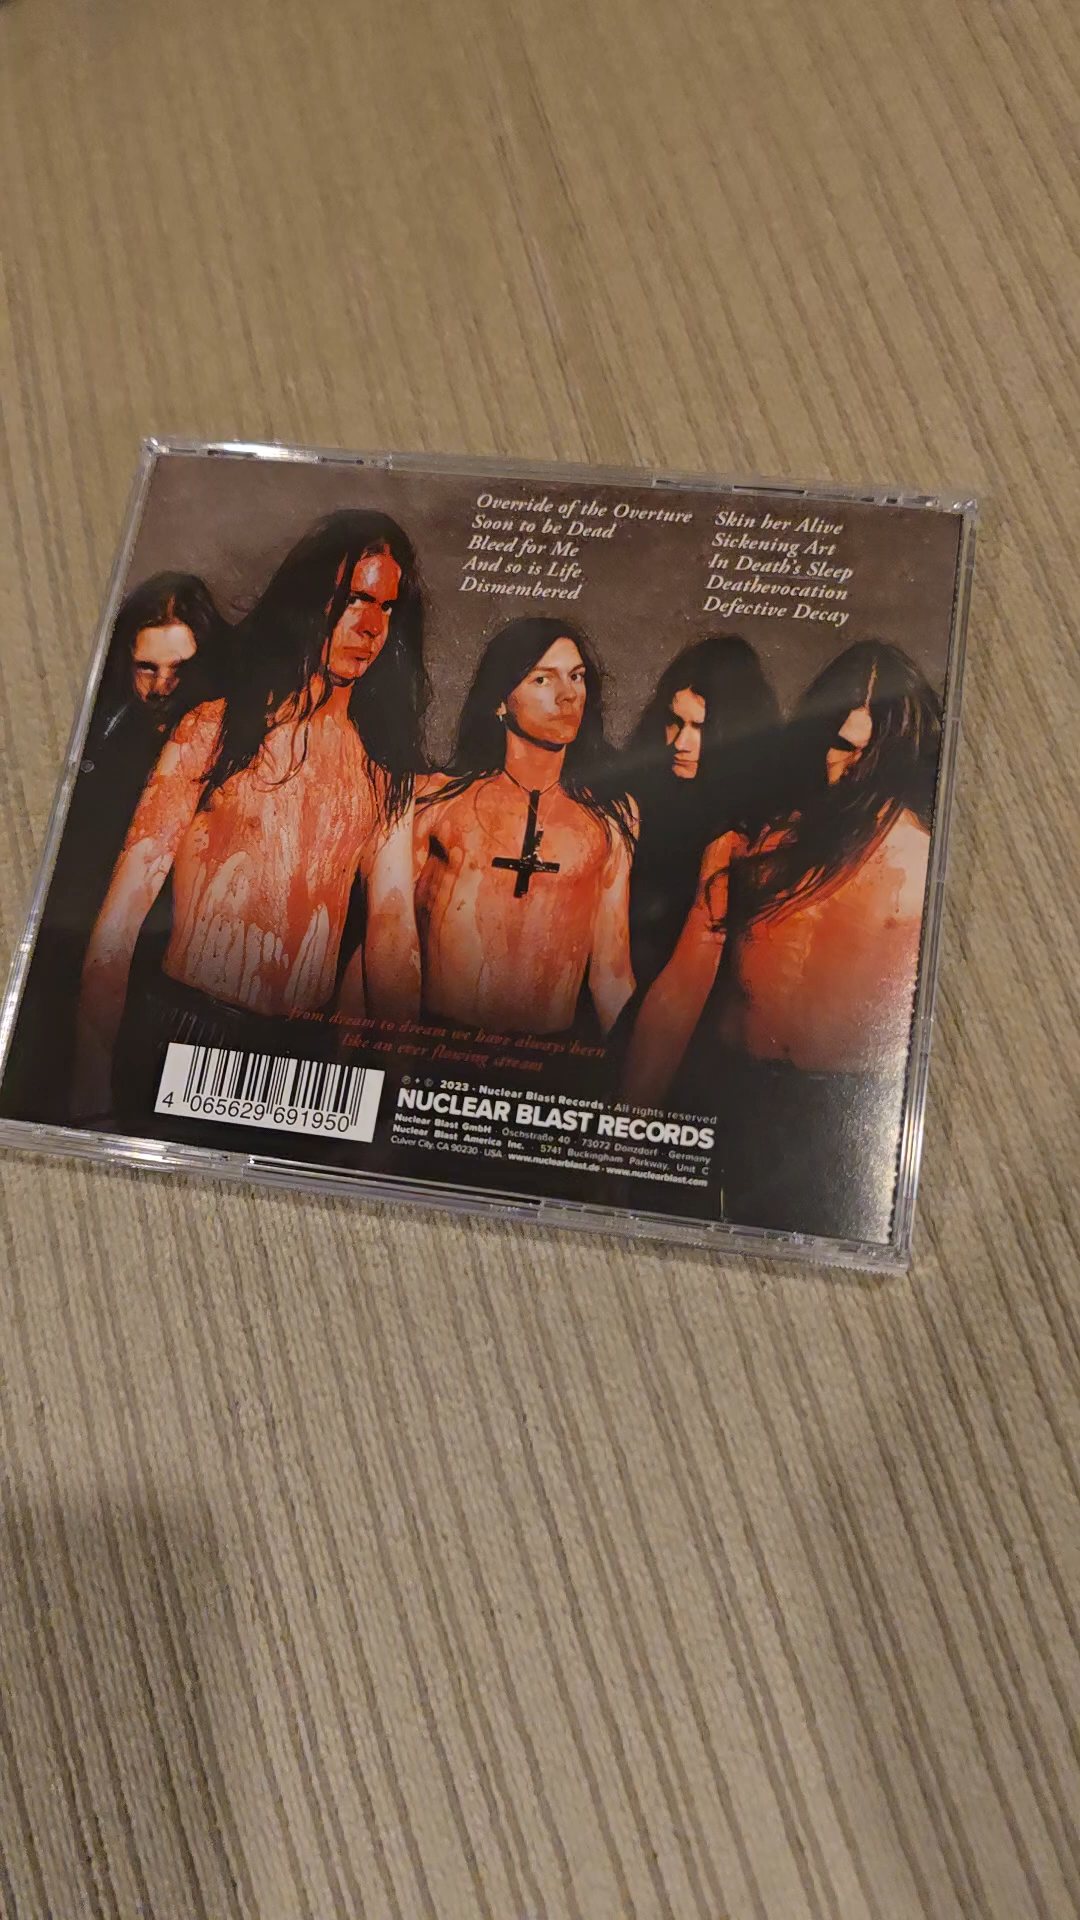 Override of the Overture
Soon to be Dead
Bleed for Me
And so is Life
Dismembered
Skin her Alive
Sickening Art
In Death's Sleep
Deathevocation
Defective Decay
from dream to dream we have always been
like an ever flowing stream
4 065629 691950
℗ + © 2023 - Nuclear Blast Records - All rights reserved
NUCLEAR BLAST RECORDS
Nuclear Blast GmbH · Oschstraße 40 · 73072 Donzdorf · Germany
Nuclear Blast America Inc. · 5741 Buckingham Parkway, Unit C
Culver City, CA 90230 - USA · www.nuclearblast.de · www.nuclearblast.com